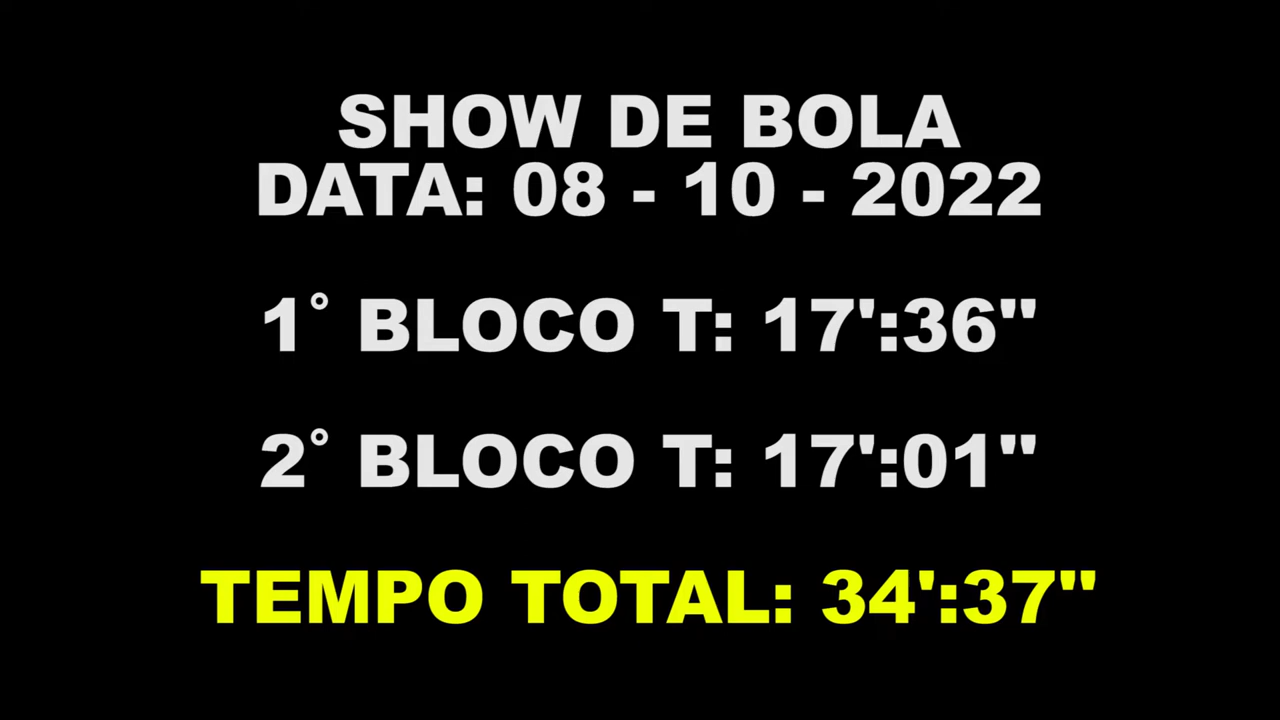 SHOW DE BOLA
DATA: 08 - 10 - 2022
1° BLOCO T: 17':36"
2° BLOCO T: 17':01"
TEMPO TOTAL: 34':37"